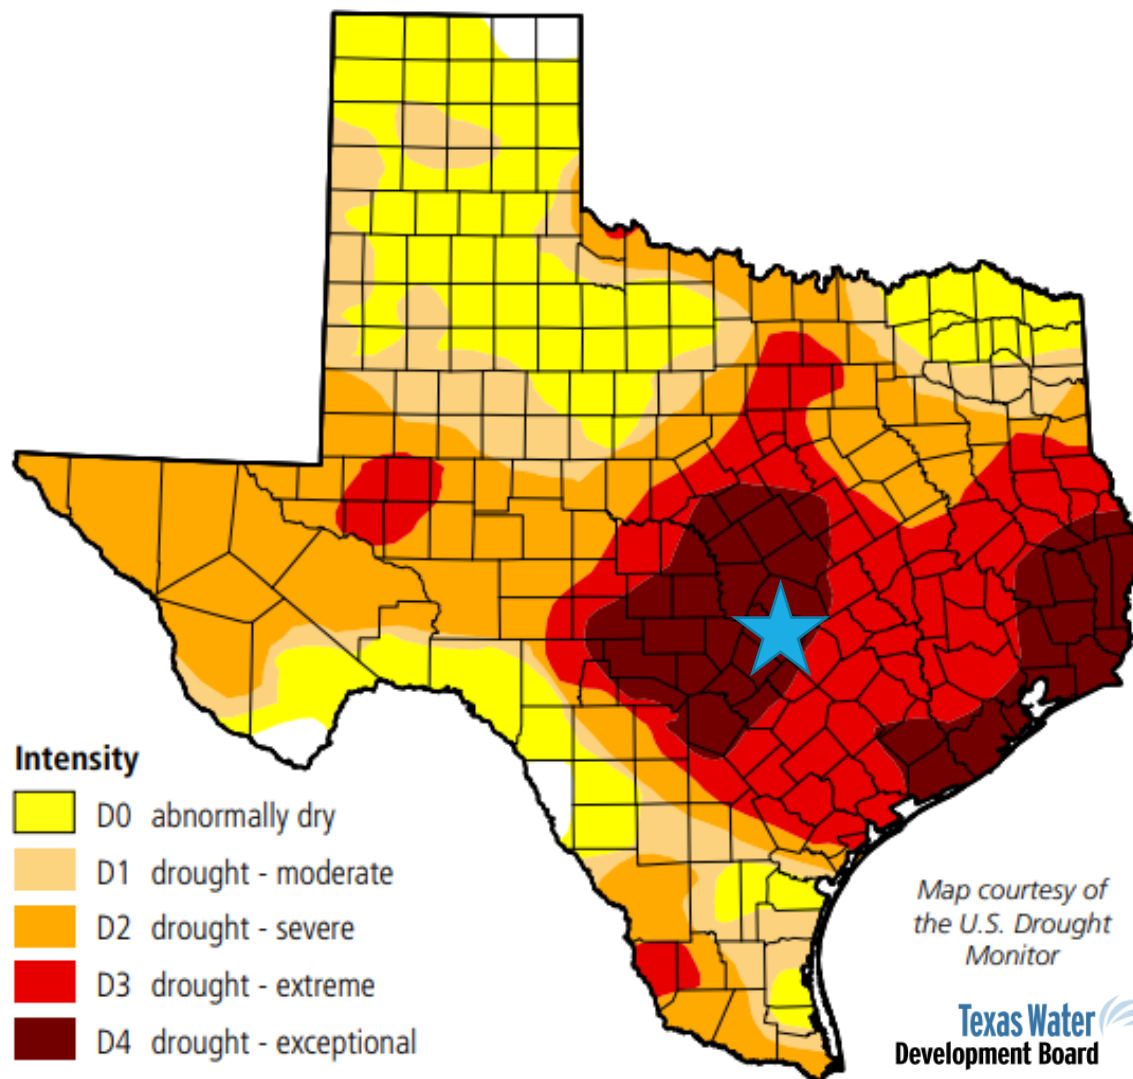 Intensity
D0 abnormally dry
D1 drought - moderate
D2 drought - severe
D3 drought - extreme
D4 drought - exceptional
Map courtesy of
the U.S. Drought
Monitor
Texas Water
Development Board